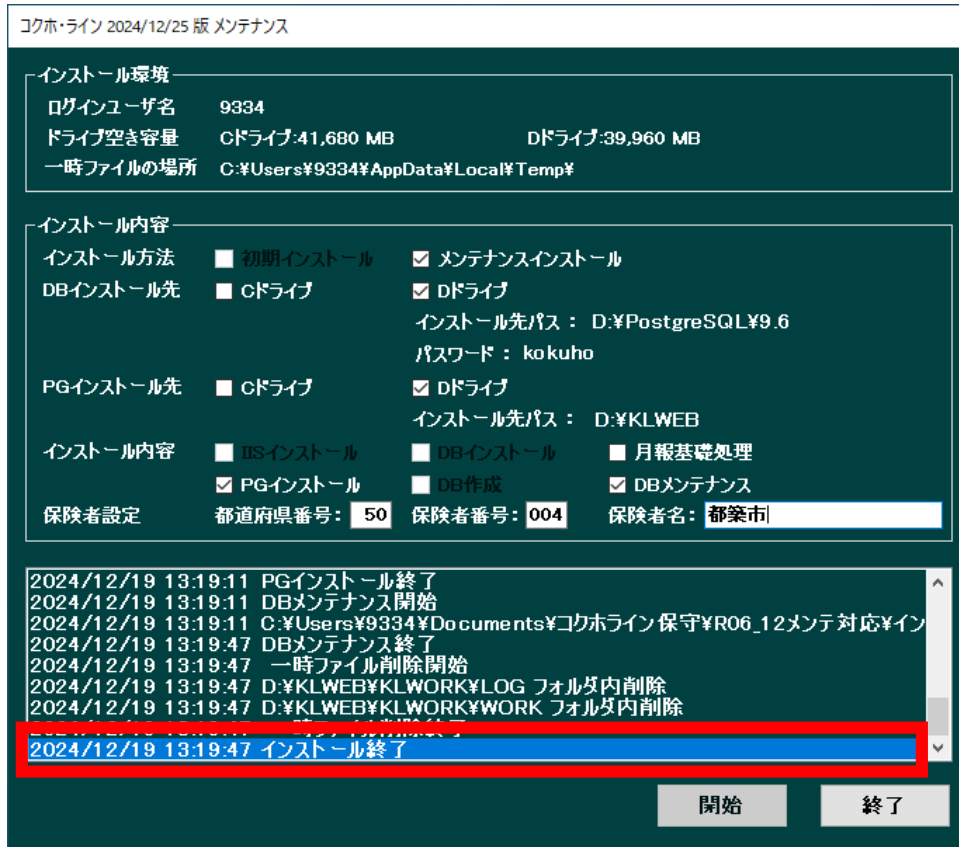 コクホ・ライン 2024/12/25 版 メンテナンス
インストール環境
ログインユーザ名 9334
ドライブ空き容量 Cドライブ:41,680 MB Dドライブ:39,960 MB
一時ファイルの場所 C:¥Users¥9334¥AppData¥Local¥Temp¥
インストール内容
インストール方法 初期インストール メンテナンスインストール
DBインストール先 Cドライブ Dドライブ
インストール先パス : D:¥PostgreSQL¥9.6
パスワード : kokuho
PGインストール先 Cドライブ Dドライブ
インストール先パス : D:¥KLWEB
インストール内容 IISインストール DBインストール 月報基礎処理
PGインストール DB作成 DBメンテナンス
保険者設定 都道府県番号: 50 保険者番号: 004 保険者名: 都築市
2024/12/19 13:19:11 PGインストール終了
2024/12/19 13:19:11 DBメンテナンス開始
2024/12/19 13:19:11 C:¥Users¥9334¥Documents¥コクホライン保守¥R06_12メンテ対応¥イン
2024/12/19 13:19:47 DBメンテナンス終了
2024/12/19 13:19:47 一時ファイル削除開始
2024/12/19 13:19:47 D:¥KLWEB¥KLWORK¥LOG フォルダ内削除
2024/12/19 13:19:47 D:¥KLWEB¥KLWORK¥WORK フォルダ内削除
2024/12/19 13:19:47 インストール終了
開始 終了